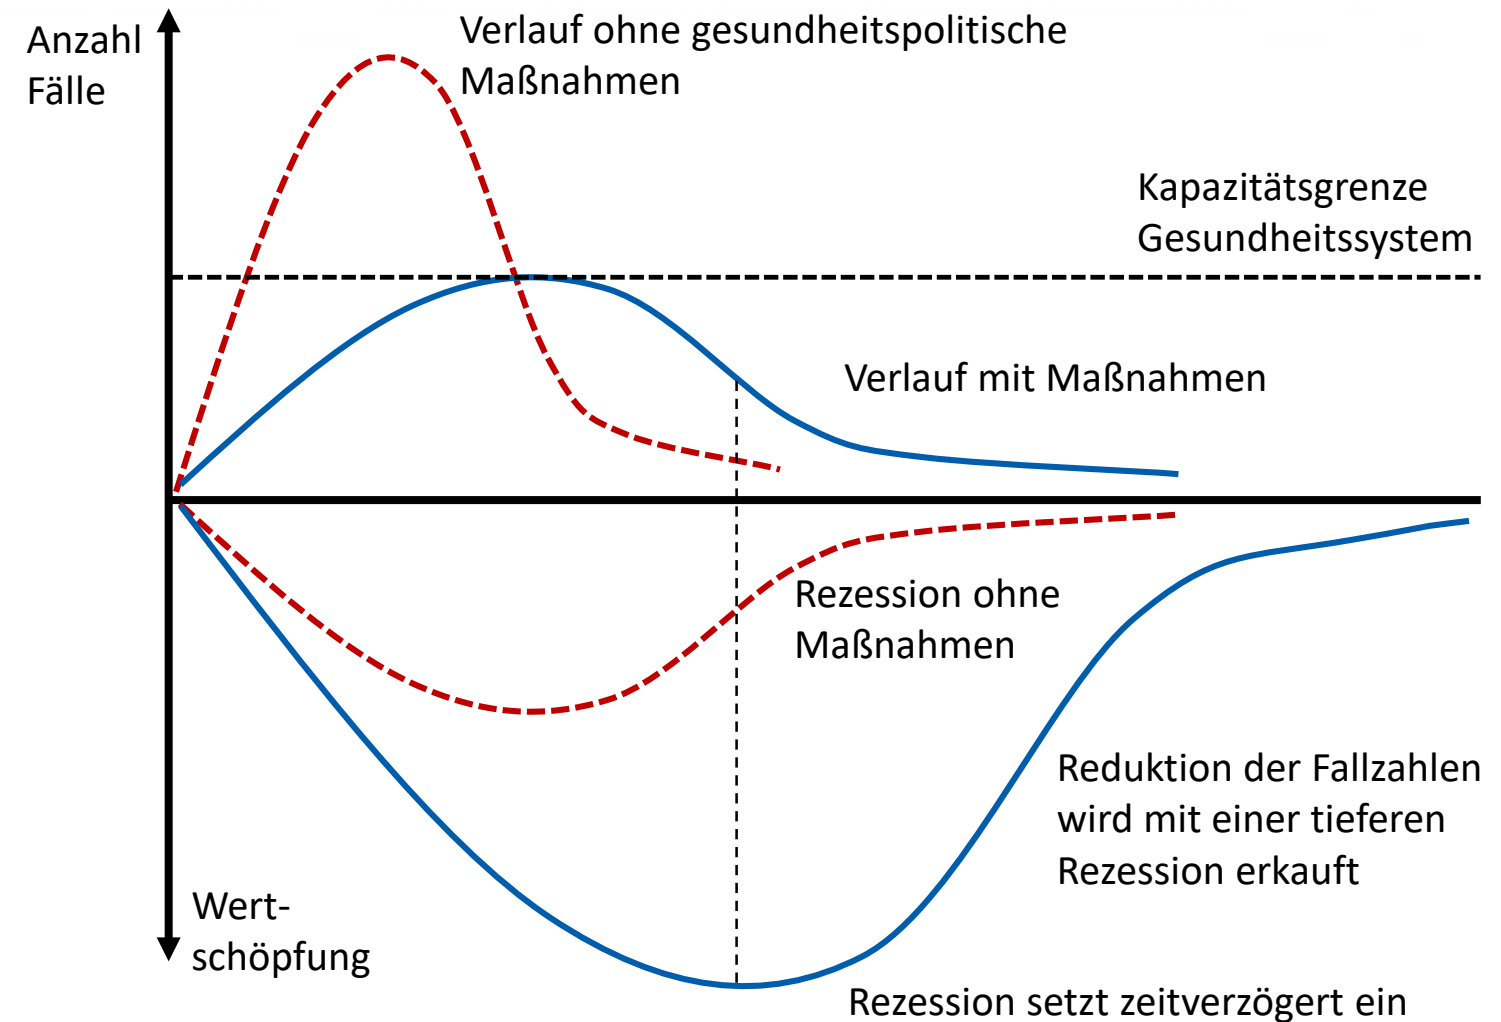 Anzahl
Fälle
Verlauf ohne gesundheitspolitische
Maßnahmen
Kapazitätsgrenze
Gesundheitssystem
Verlauf mit Maßnahmen
Rezession ohne
Maßnahmen
Reduktion der Fallzahlen
wird mit einer tieferen
Rezession erkauft
Wert-
schöpfung
Rezession setzt zeitverzögert ein